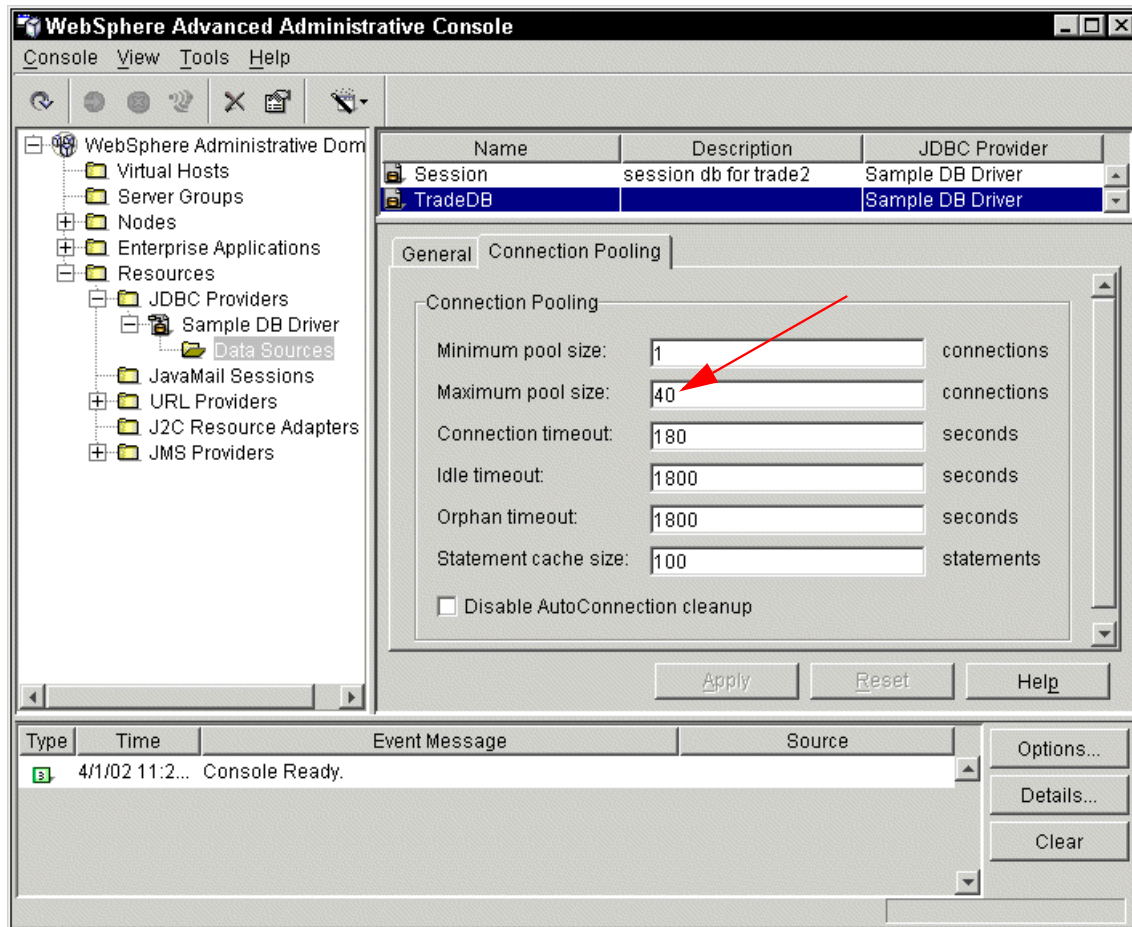 WebSphere Advanced Administrative Console
Console View Tools Help
WebSphere Administrative Dom
Virtual Hosts
Server Groups
Nodes
Enterprise Applications
Resources
JDBC Providers
Sample DB Driver
Data Sources
JavaMail Sessions
URL Providers
J2C Resource Adapters
JMS Providers
Name Description JDBC Provider
Session session db for trade2 Sample DB Driver
TradeDB Sample DB Driver
General Connection Pooling
Connection Pooling
Minimum pool size: 1 connections
Maximum pool size: 40 connections
Connection timeout: 180 seconds
Idle timeout: 1800 seconds
Orphan timeout: 1800 seconds
Statement cache size: 100 statements
Disable AutoConnection cleanup
Apply Reset Help
Type Time Event Message Source
4/1/02 11:2... Console Ready.
Options...
Details...
Clear